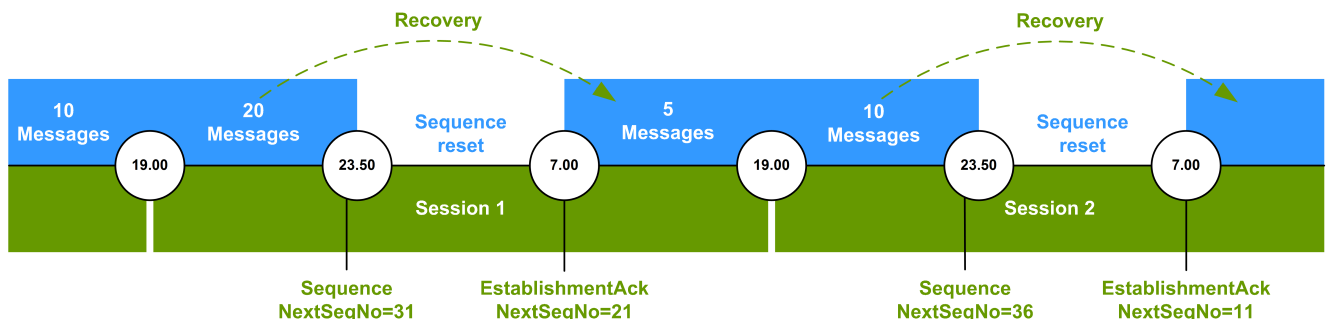 Recovery
Recovery
10
Messages
20
Messages
Sequence
reset
5
Messages
10
Messages
Sequence
reset
19.00
23.50
7.00
19.00
23.50
7.00
Session 1
Session 2
Sequence
NextSeqNo=31
EstablishmentAck
NextSeqNo=21
Sequence
NextSeqNo=36
EstablishmentAck
NextSeqNo=11